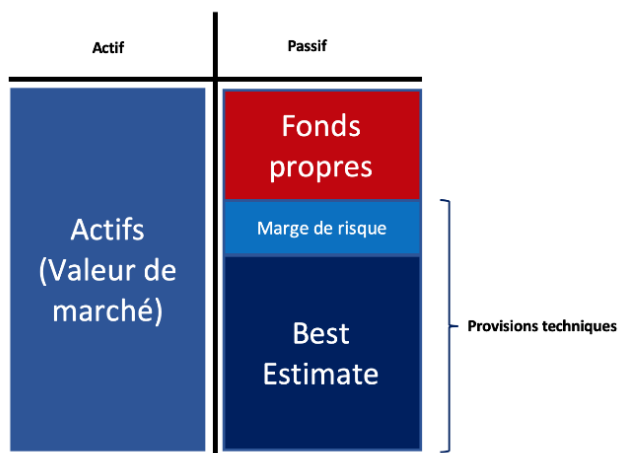 Actif
Passif
Actifs
(Valeur de
marché)
Fonds
propres
Marge de risque
Best
Estimate
Provisions techniques